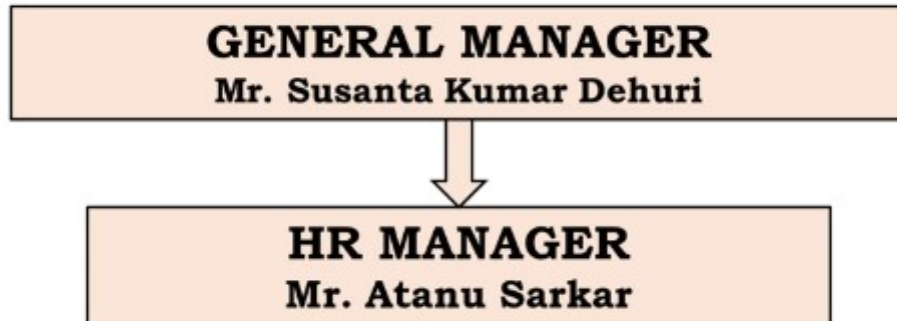 GENERAL MANAGER
Mr. Susanta Kumar Dehuri
HR MANAGER
Mr. Atanu Sarkar